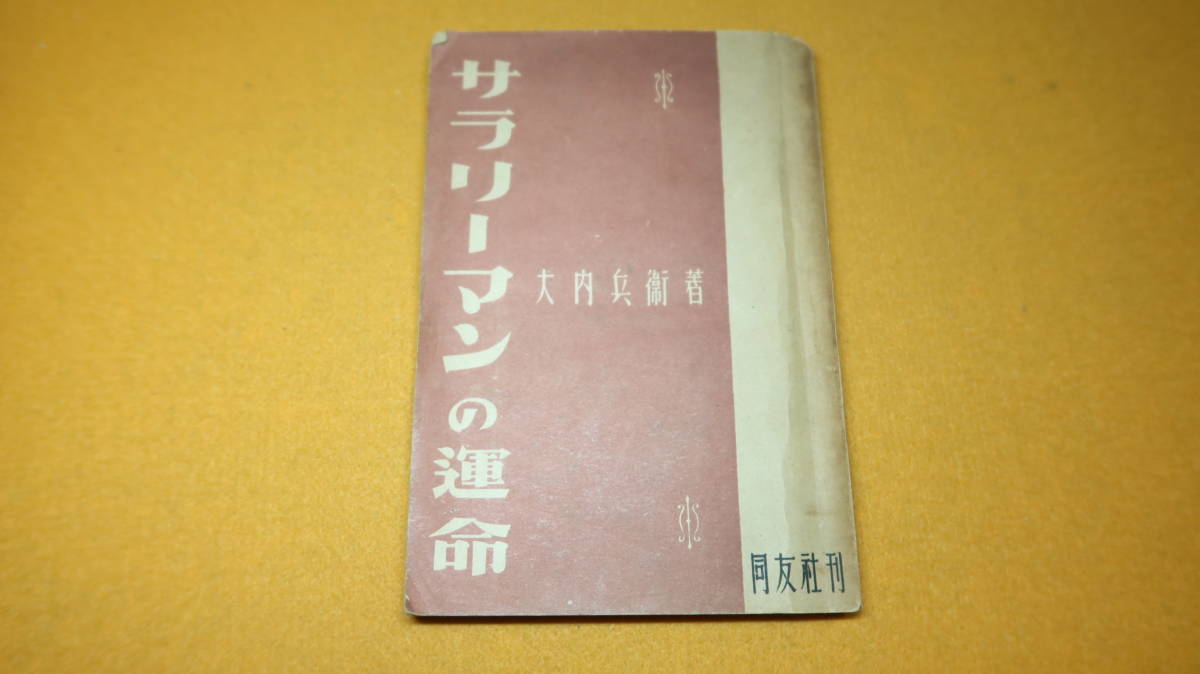 サラリーマンの運命
大内兵衞著
同友社刊